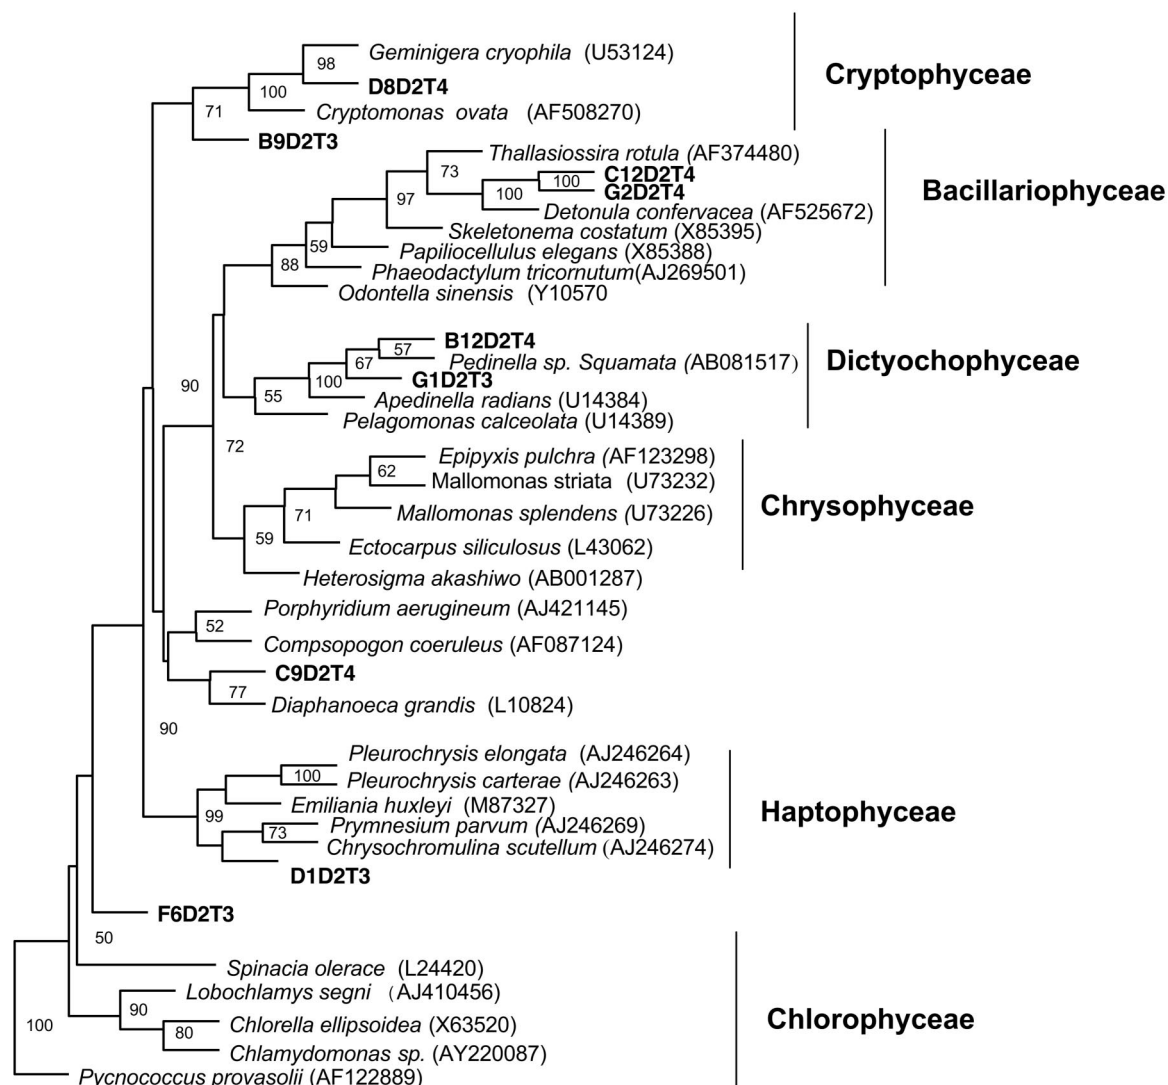 Geminigera cryophila (U53124)
98
D8D2T4
100
Cryptomonas ovata (AF508270)
71
B9D2T3
Cryptophyceae
Thallasiossira rotula (AF374480)
73
C12D2T4
100
G2D2T4
100
97
Detonula confervacea (AF525672)
Skeletonema costatum (X85395)
59
Papiliocellulus elegans (X85388)
88
Phaeodactylum tricornutum(AJ269501)
Odontella sinensis (Y10570
Bacillariophyceae
B12D2T4
57
67
Pedinella sp. Squamata (AB081517)
G1D2T3
100
90
55
Apedinella radians (U14384)
Pelagomonas calceolata (U14389)
Dictyochophyceae
72
Epipyxis pulchra (AF123298)
62
Mallomonas striata (U73232)
71
Mallomonas splendens (U73226)
59
Ectocarpus siliculosus (L43062)
Heterosigma akashiwo (AB001287)
Chrysophyceae
Porphyridium aerugineum (AJ421145)
52
Compsopogon coeruleus (AF087124)
C9D2T4
77
Diaphanoeca grandis (L10824)
90
Pleurochrysis elongata (AJ246264)
100
Pleurochrysis carterae (AJ246263)
Emiliania huxleyi (M87327)
99
Prymnesium parvum (AJ246269)
73
Chrysochromulina scutellum (AJ246274)
D1D2T3
Haptophyceae
F6D2T3
50
Spinacia olerace (L24420)
Lobochlamys segni (AJ410456)
90
100
Chlorella ellipsoidea (X63520)
80
Chlamydomonas sp. (AY220087)
Pycnococcus provasolii (AF122889)
Chlorophyceae